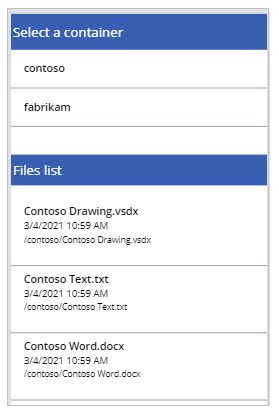 Select a container
contoso
fabrikam
Files list
Contoso Drawing.vsdx
3/4/2021 10:59 AM
/contoso/Contoso Drawing.vsdx
Contoso Text.txt
3/4/2021 10:59 AM
/contoso/Contoso Text.txt
Contoso Word.docx
3/4/2021 10:59 AM
/contoso/Contoso Word.docx